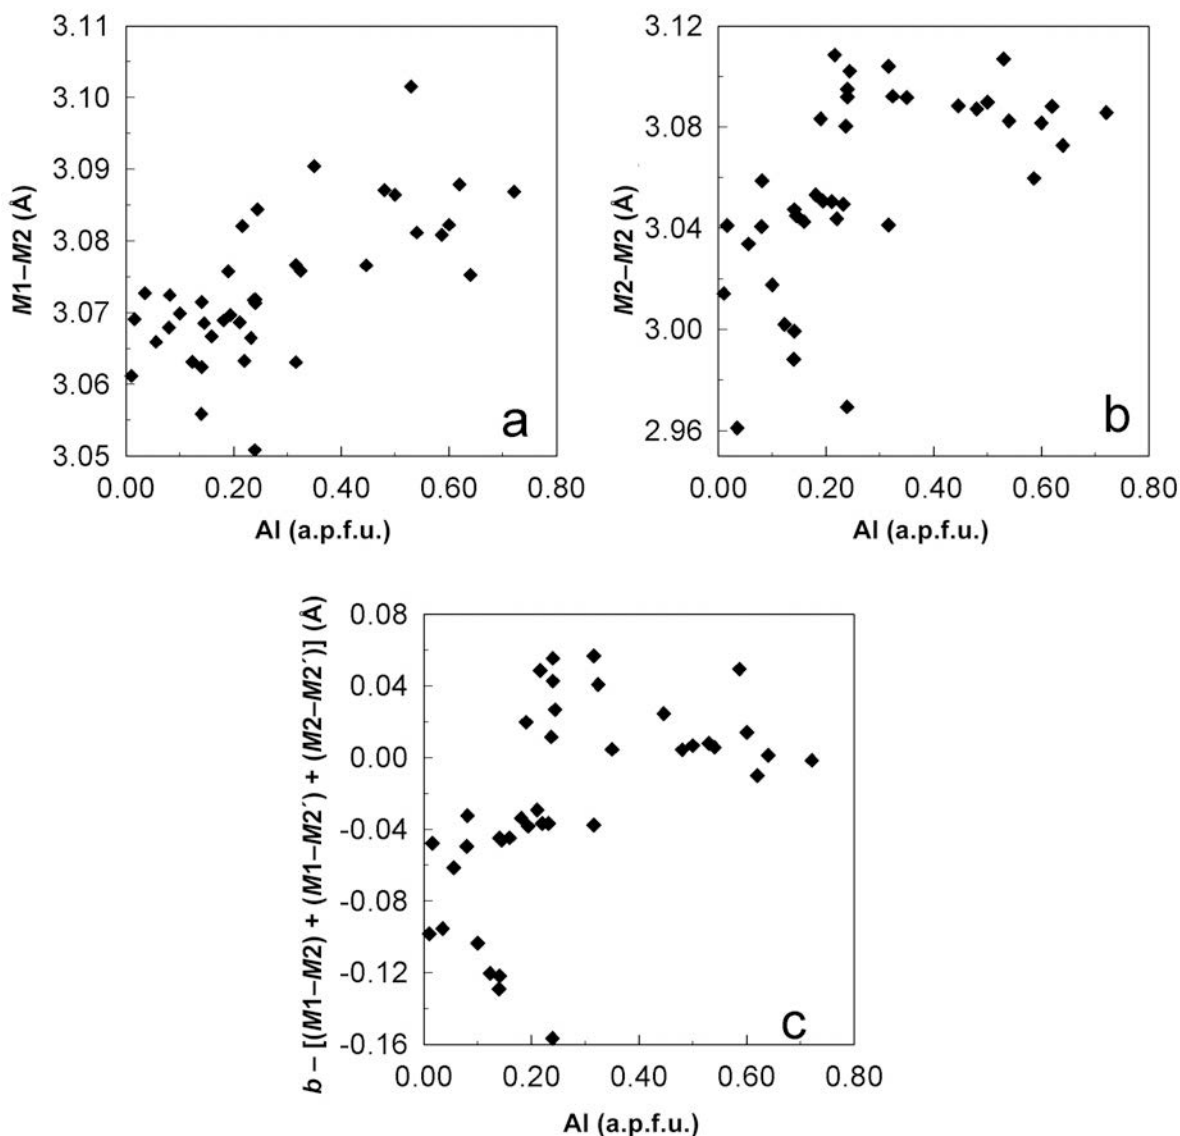 3.11
3.10
3.09
3.08
3.07
3.06
3.05
M1–M2 (Å)
0.00 0.20 0.40 0.60 0.80
Al (a.p.f.u.)
a
3.12
3.08
3.04
3.00
2.96
M2–M2 (Å)
0.00 0.20 0.40 0.60 0.80
Al (a.p.f.u.)
b
0.08
0.04
0.00
-0.04
-0.08
-0.12
-0.16
b – [(M1–M2) + (M1–M2´) + (M2–M2´)] (Å)
0.00 0.20 0.40 0.60 0.80
Al (a.p.f.u.)
c